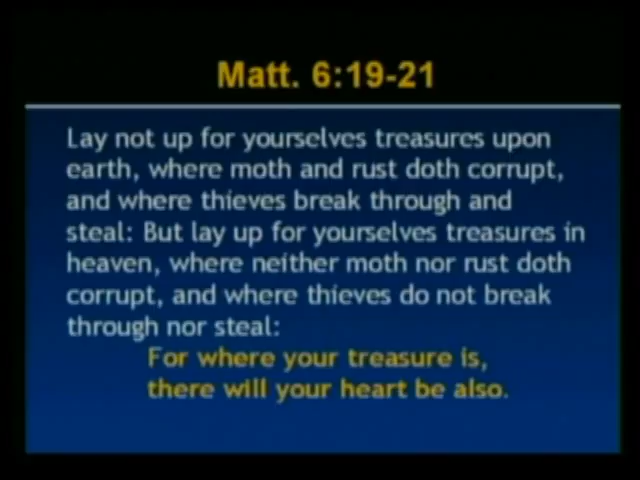 Matt. 6:19-21
Lay not up for yourselves treasures upon
earth, where moth and rust doth corrupt,
and where thieves break through and
steal: But lay up for yourselves treasures in
heaven, where neither moth nor rust doth
corrupt, and where thieves do not break
through nor steal:
For where your treasure is,
there will your heart be also.